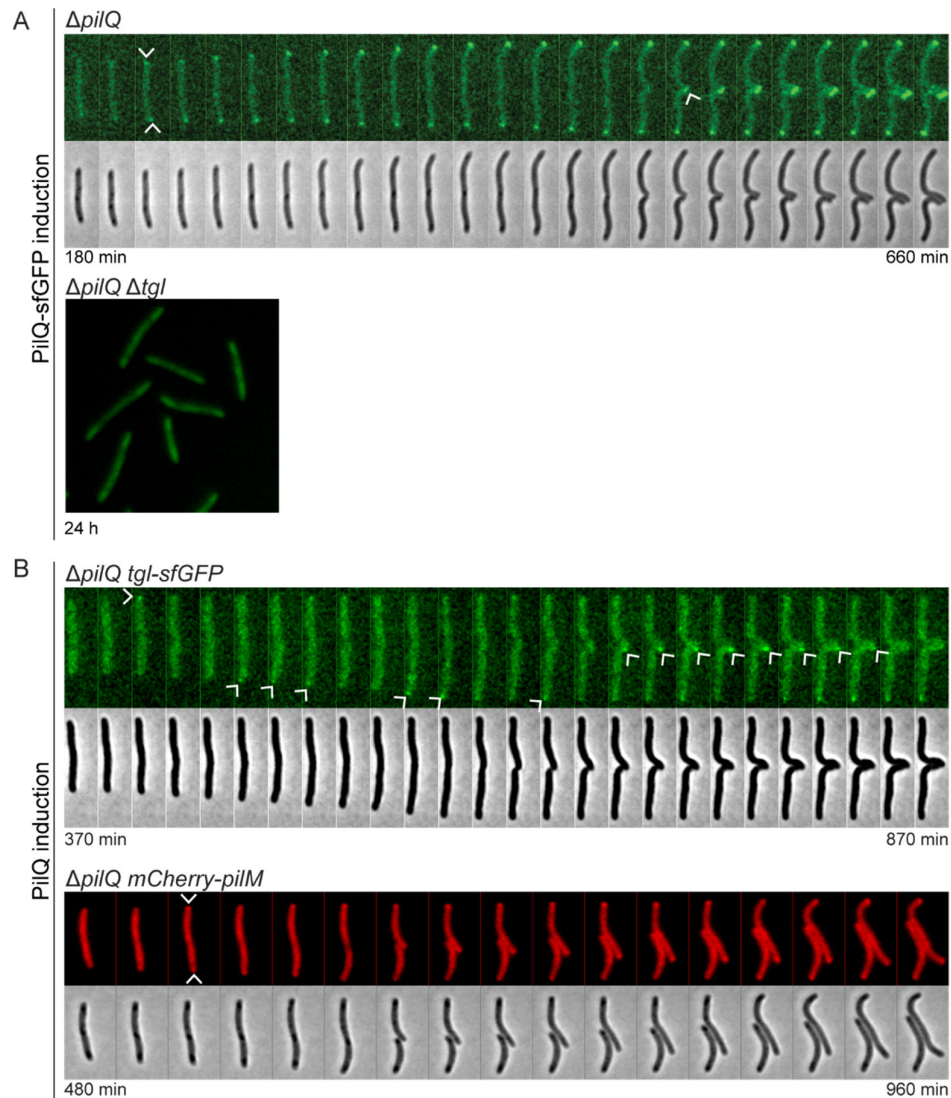 A
ΔpilQ
PilQ-sfGFP induction
180 min
660 min
ΔpilQ Δtgl
24 h
B
ΔpilQ tgl-sfGFP
PilQ induction
370 min
870 min
ΔpilQ mCherry-pilM
480 min
960 min